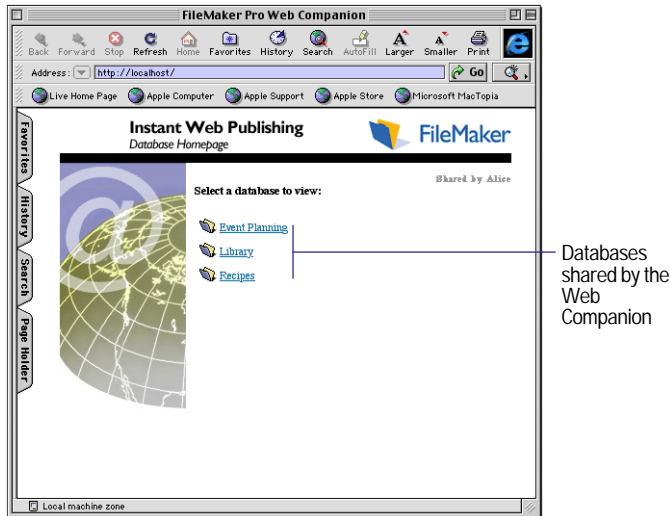 FileMaker Pro Web Companion
Back Forward Stop Refresh Home Favorites History Search AutoFill Larger Smaller Print
Address: http://localhost/ Go
Live Home Page Apple Computer Apple Support Apple Store Microsoft MacTopia
Favorites
History
Search
Page Holder
Instant Web Publishing
Database Homepage
FileMaker
Shared by Alice
@
Select a database to view:
Event Planning
Library
Recipes
Databases
shared by the
Web
Companion
Local machine zone